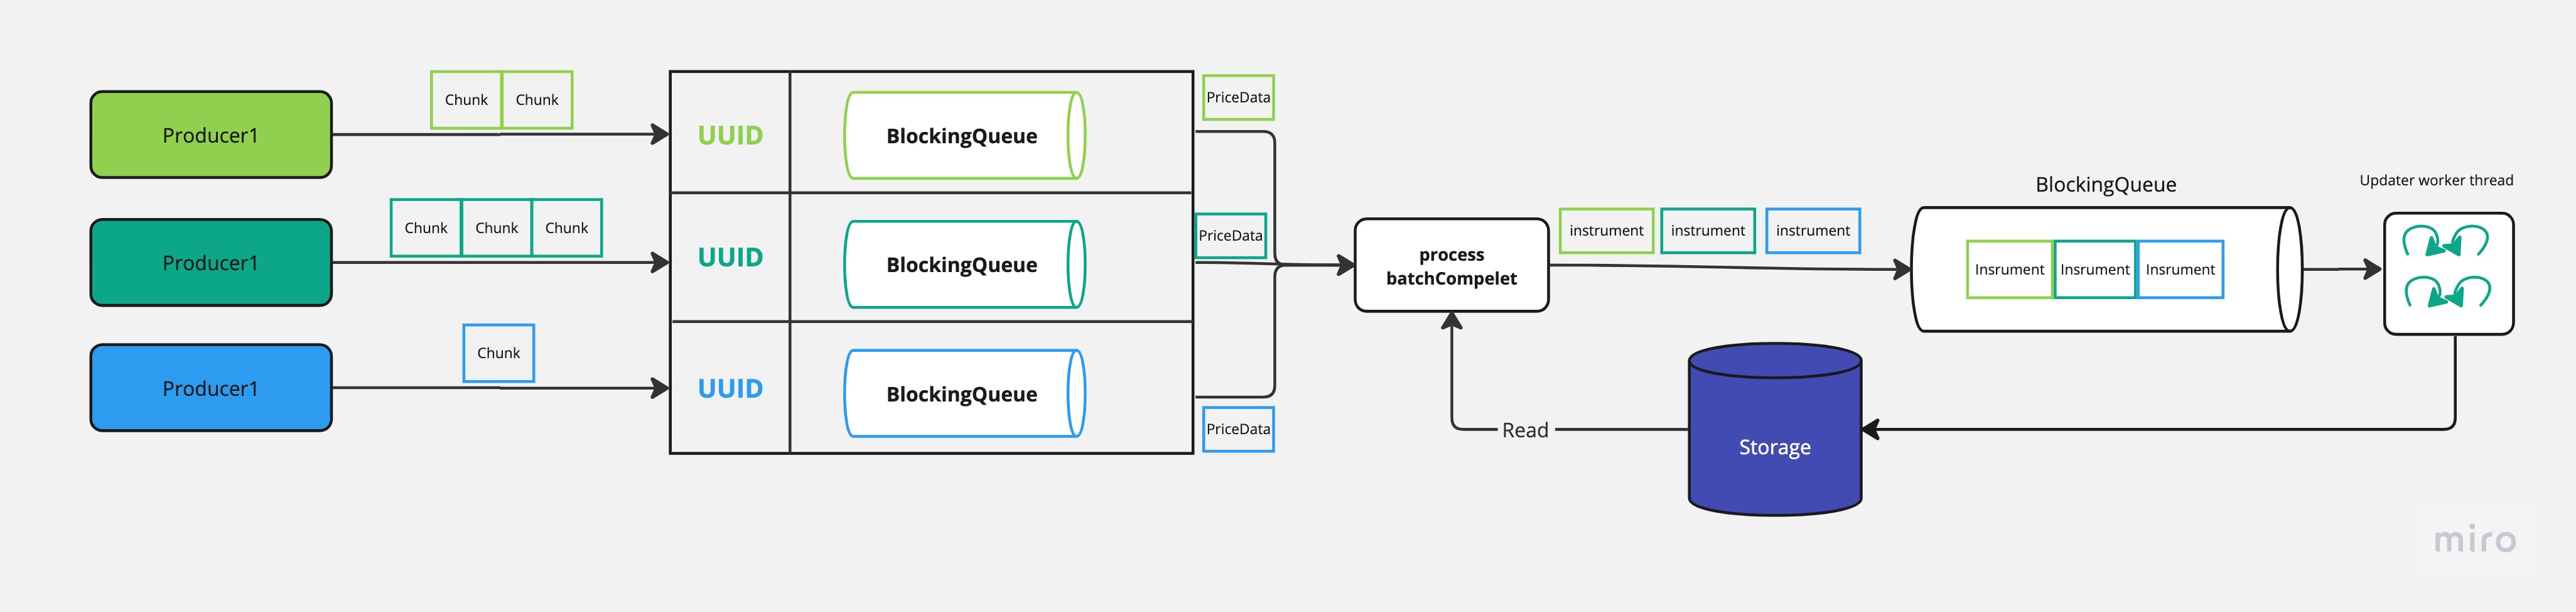 Producer1
Chunk
Chunk
UUID
BlockingQueue
PriceData
Producer1
Chunk
Chunk
Chunk
UUID
BlockingQueue
PriceData
Producer1
Chunk
UUID
BlockingQueue
PriceData
process
batchCompelet
instrument
instrument
instrument
BlockingQueue
Insrument
Insrument
Insrument
Updater worker thread
Read
Storage
miro